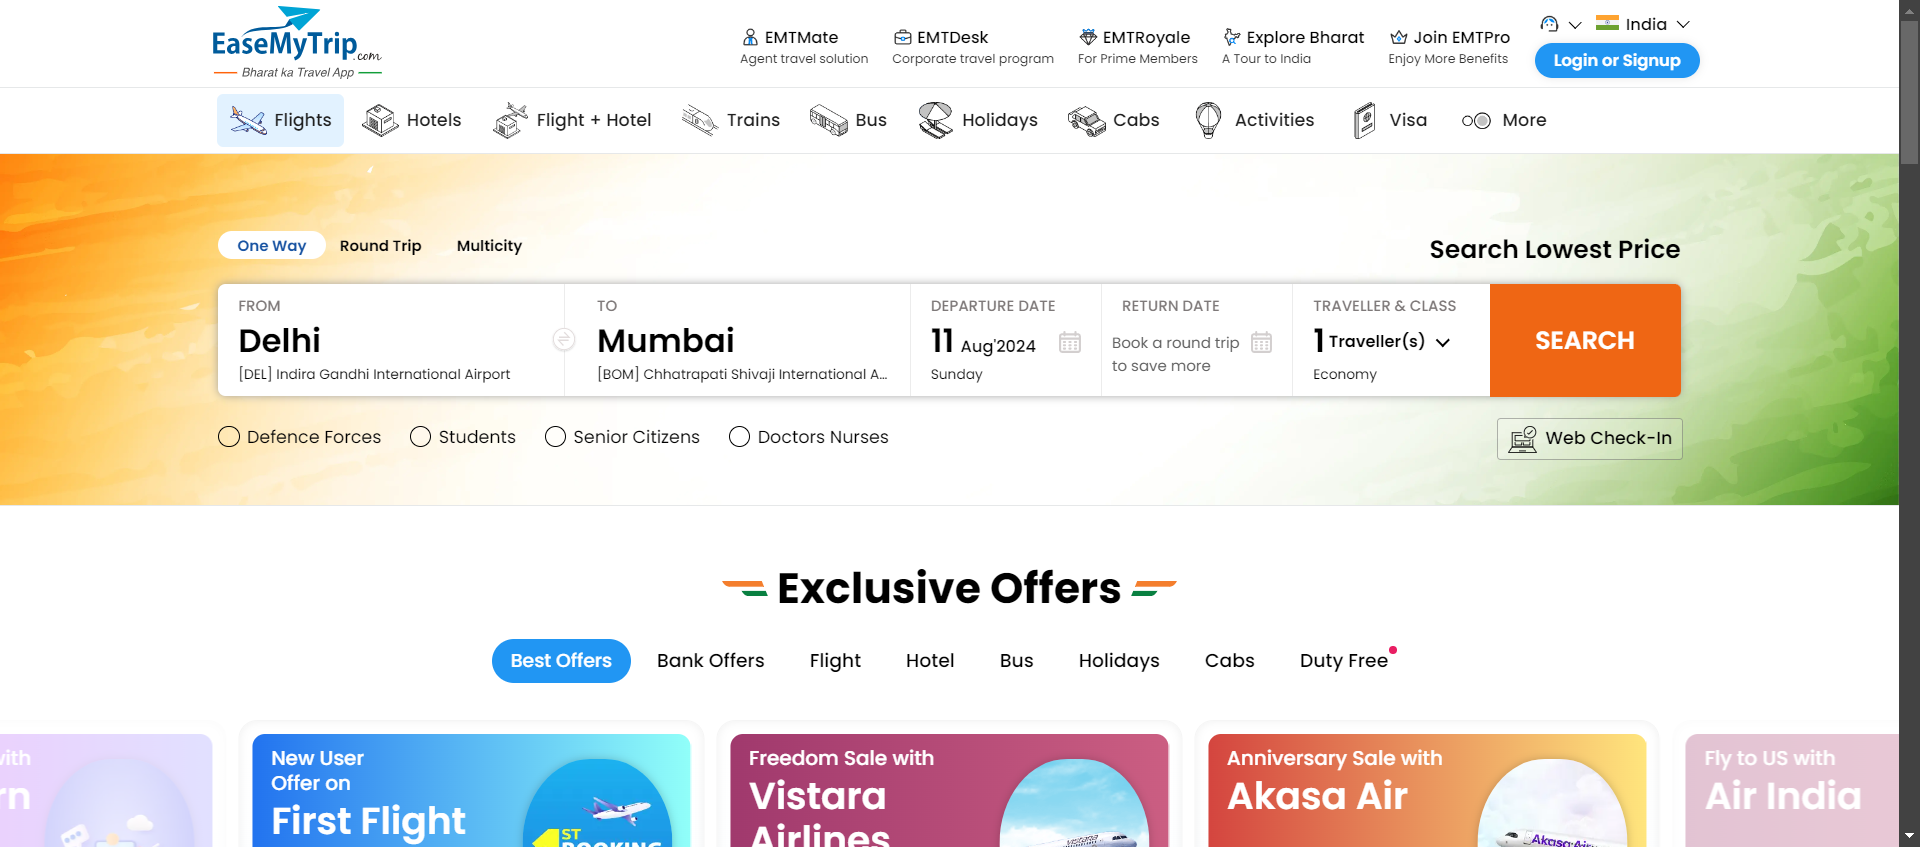 EaseMyTrip.com
Bharat ka Travel App
EMTMate
Agent travel solution
EMTDesk
Corporate travel program
EMTRoyale
For Prime Members
Explore Bharat
A Tour to India
Join EMTPro
Enjoy More Benefits
India
Login or Signup
Flights
Hotels
Flight + Hotel
Trains
Bus
Holidays
Cabs
Activities
Visa
More
One Way
Round Trip
Multicity
Search Lowest Price
FROM
Delhi
[DEL] Indira Gandhi International Airport
TO
Mumbai
[BOM] Chhatrapati Shivaji International A...
DEPARTURE DATE
11 Aug'2024
Sunday
RETURN DATE
Book a round trip
to save more
TRAVELLER & CLASS
1 Traveller(s)
Economy
SEARCH
Defence Forces
Students
Senior Citizens
Doctors Nurses
Web Check-In
Exclusive Offers
Best Offers
Bank Offers
Flight
Hotel
Bus
Holidays
Cabs
Duty Free
New User
Offer on
First Flight
1ST
BOOKING
Freedom Sale with
Vistara
Airlines
Vistara
Anniversary Sale with
Akasa Air
Akasa Air
Fly to US with
Air India